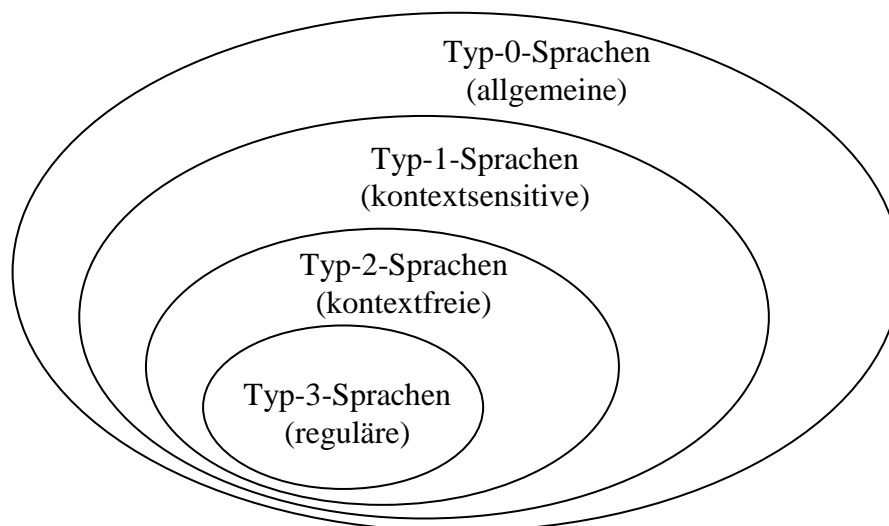 Typ-0-Sprachen
(allgemeine)
Typ-1-Sprachen
(kontextsensitive)
Typ-2-Sprachen
(kontextfreie)
Typ-3-Sprachen
(reguläre)